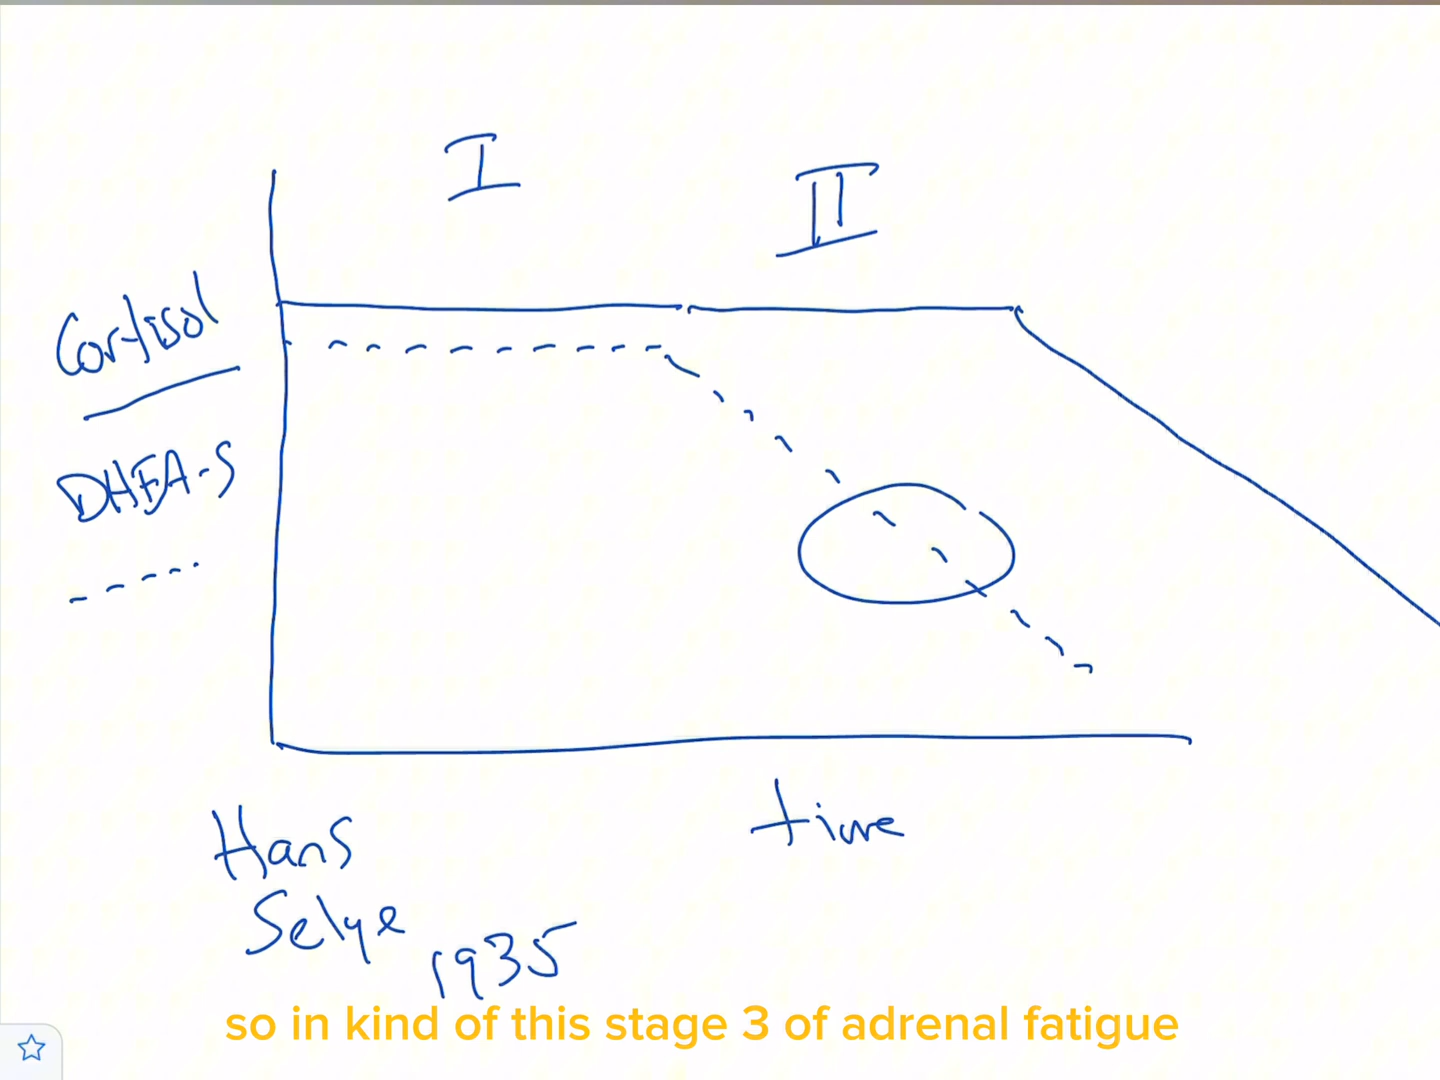 I
II
Cortisol
DHEA-S
time
Hans
Selye
1935
so in kind of this stage 3 of adrenal fatigue